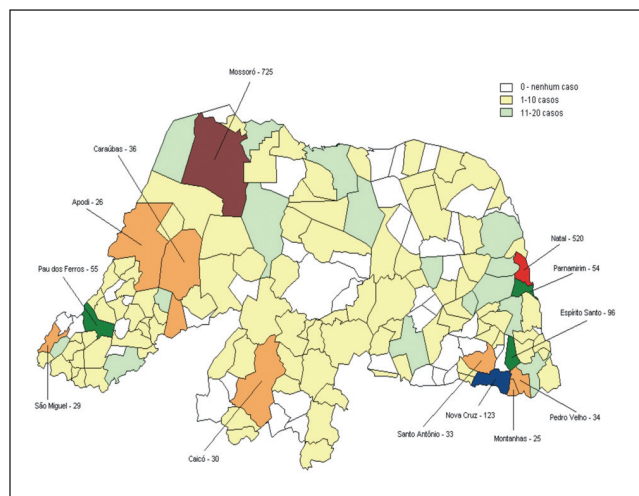 Mossoró - 725
0 - nenhum caso
1-10 casos
11-20 casos
Caraúbas - 36
Apodi - 26
Natal - 520
Pau dos Ferros - 55
Parnamirim - 54
Espírito Santo - 96
São Miguel - 29
Nova Cruz - 123
Pedro Velho - 34
Santo Antônio - 33
Montanhas - 25
Caicó - 30